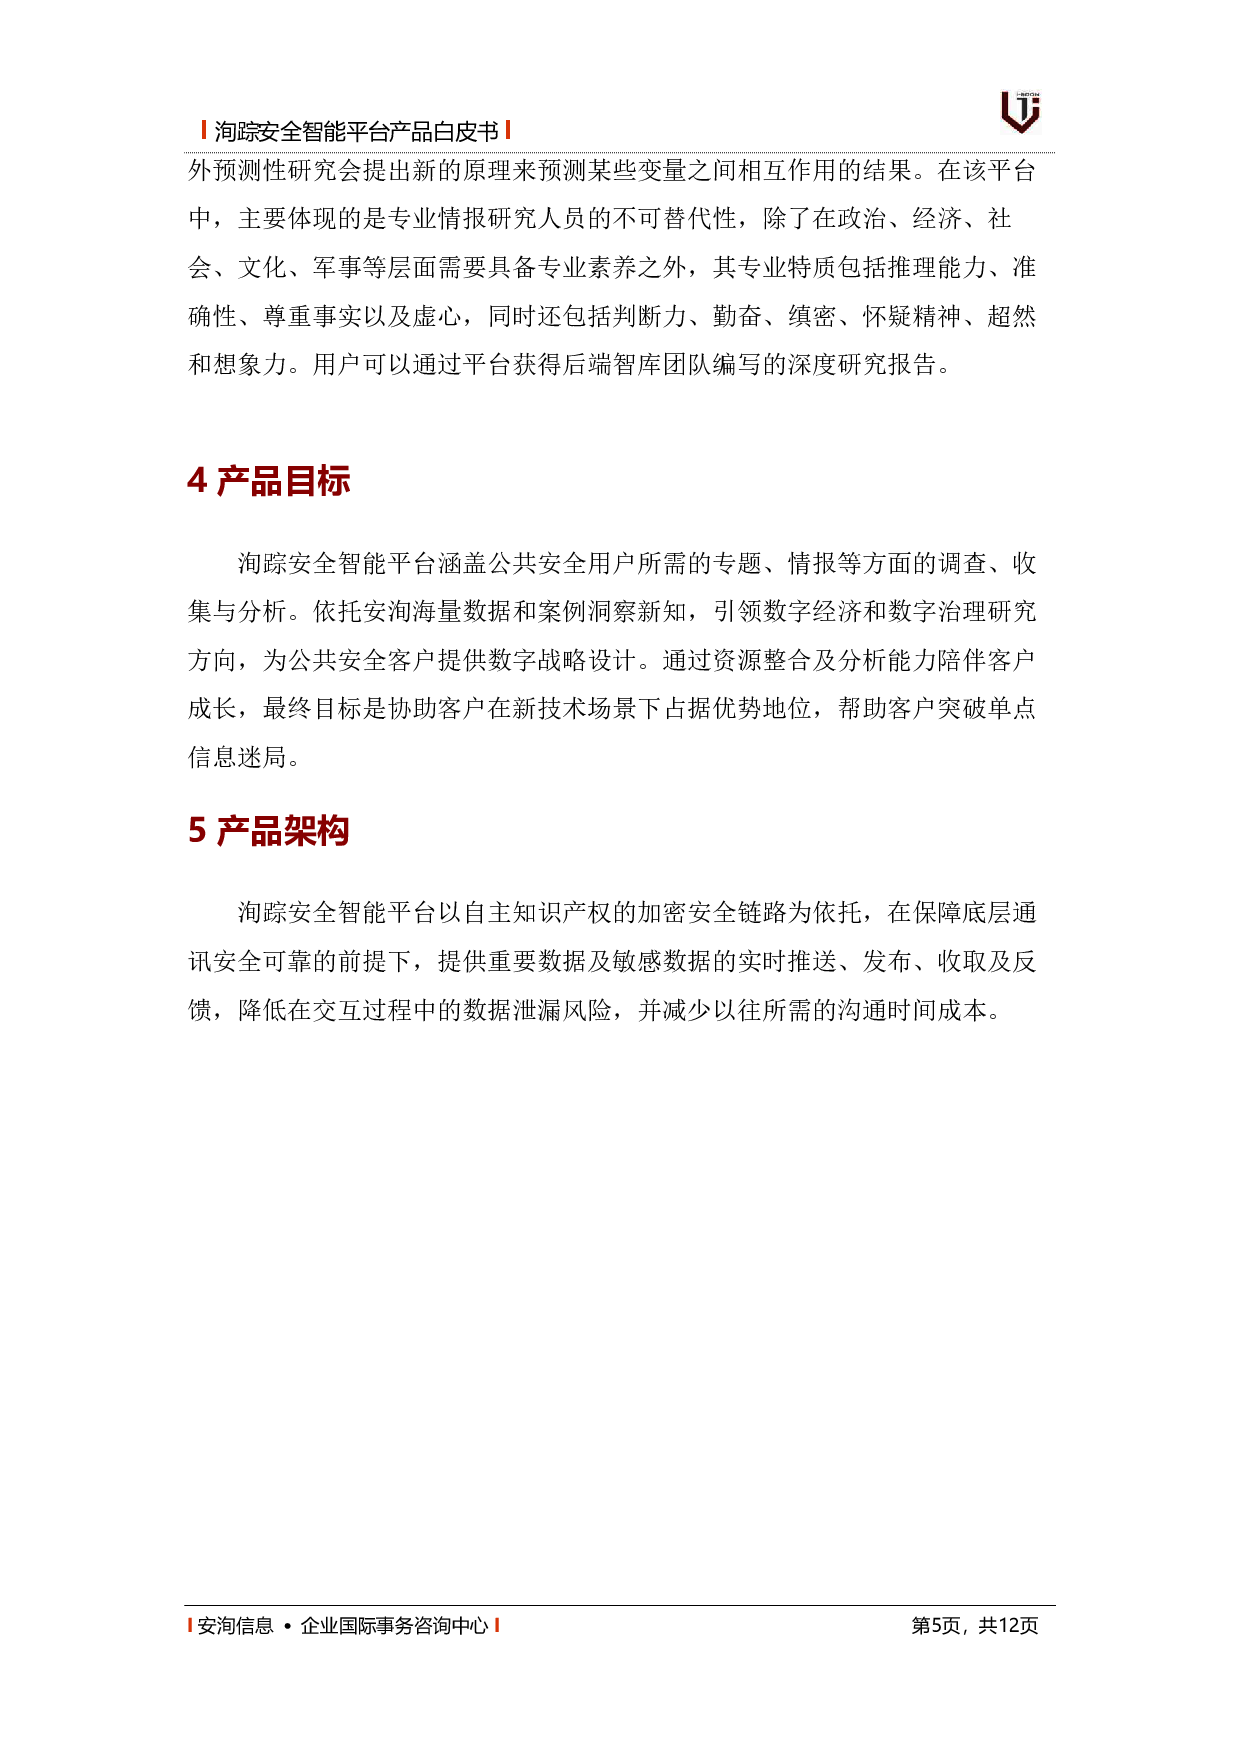 洵踪安全智能平台产品白皮书
i-SOON
外预测性研究会提出新的原理来预测某些变量之间相互作用的结果。在该平台
中，主要体现的是专业情报研究人员的不可替代性，除了在政治、经济、社
会、文化、军事等层面需要具备专业素养之外，其专业特质包括推理能力、准
确性、尊重事实以及虚心，同时还包括判断力、勤奋、缜密、怀疑精神、超然
和想象力。用户可以通过平台获得后端智库团队编写的深度研究报告。
4 产品目标
洵踪安全智能平台涵盖公共安全用户所需的专题、情报等方面的调查、收
集与分析。依托安洵海量数据和案例洞察新知，引领数字经济和数字治理研究
方向，为公共安全客户提供数字战略设计。通过资源整合及分析能力陪伴客户
成长，最终目标是协助客户在新技术场景下占据优势地位，帮助客户突破单点
信息迷局。
5 产品架构
洵踪安全智能平台以自主知识产权的加密安全链路为依托，在保障底层通
讯安全可靠的前提下，提供重要数据及敏感数据的实时推送、发布、收取及反
馈，降低在交互过程中的数据泄漏风险，并减少以往所需的沟通时间成本。
安洵信息 • 企业国际事务咨询中心
第5页，共12页